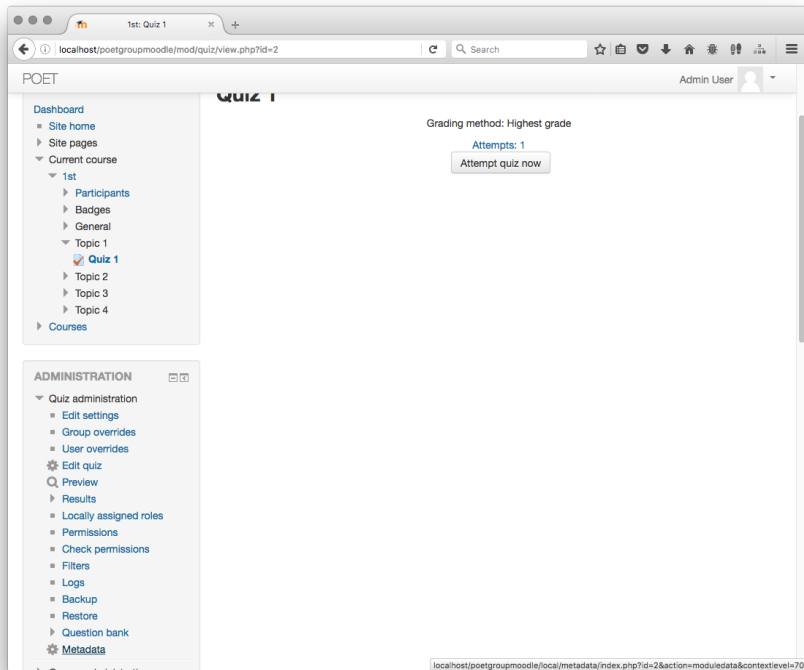 1st: Quiz 1
localhost/poetgroupmoodle/mod/quiz/view.php?id=2
Search
POET
Admin User
Quiz 1
Dashboard
Site home
Site pages
Current course
1st
Participants
Badges
General
Topic 1
Quiz 1
Topic 2
Topic 3
Topic 4
Courses
Grading method: Highest grade
Attempts: 1
Attempt quiz now
ADMINISTRATION
Quiz administration
Edit settings
Group overrides
User overrides
Edit quiz
Preview
Results
Locally assigned roles
Permissions
Check permissions
Filters
Logs
Backup
Restore
Question bank
Metadata
localhost/poetgroupmoodle/local/metadata/index.php?id=2&action=moduledata&contextlevel=70